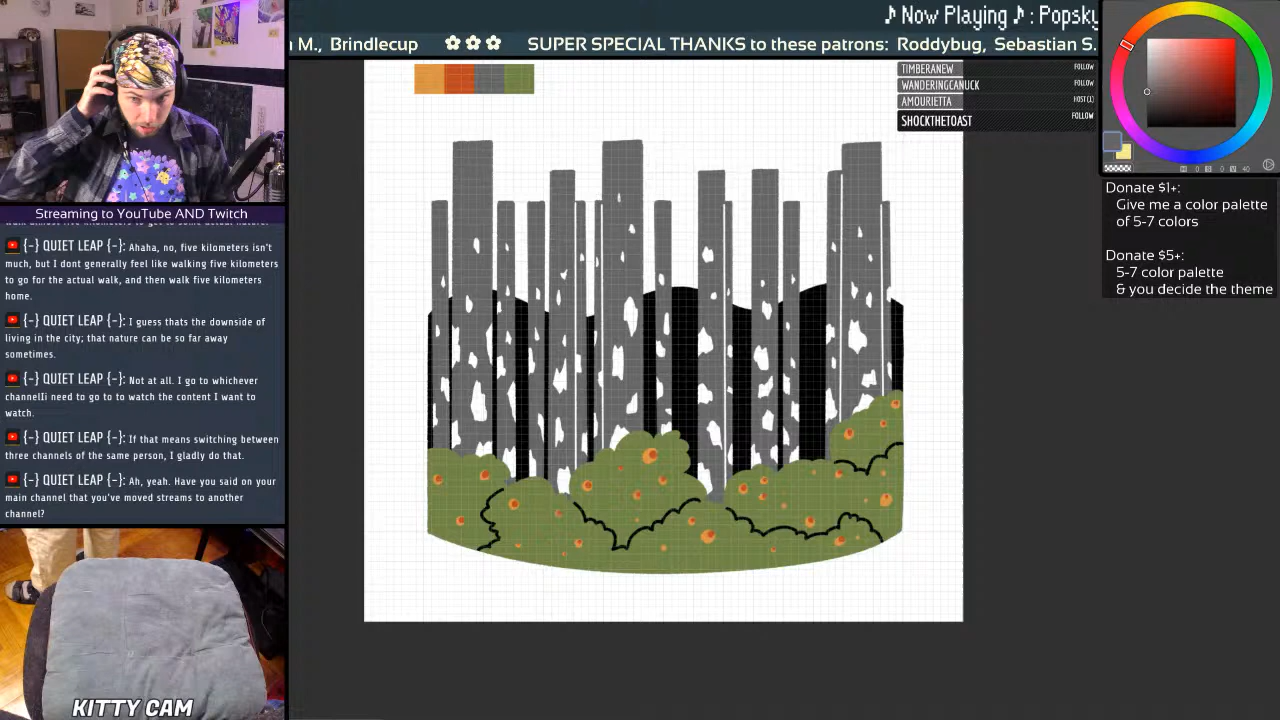 ♪ Now Playing ♪ : Popsky
n M., Brindlecup ✿ ✿ ✿ SUPER SPECIAL THANKS to these patrons: Roddybug, Sebastian S.
TIMBERANEW FOLLOW
WANDERINGCANUCK FOLLOW
AMOURIETTA HOST(1)
SHOCKTHETOAST FOLLOW
Donate $1+:
Give me a color palette
of 5-7 colors
Donate $5+:
5-7 color palette
& you decide the theme
Streaming to YouTube AND Twitch
{-} QUIET LEAP {-}: Ahaha, no, five kilometers isn't
much, but I dont generally feel like walking five kilometers
to go for the actual walk, and then walk five kilometers
home.
{-} QUIET LEAP {-}: I guess thats the downside of
living in the city; that nature can be so far away
sometimes.
{-} QUIET LEAP {-}: Not at all. I go to whichever
channelIi need to go to to watch the content I want to
watch.
{-} QUIET LEAP {-}: If that means switching between
three channels of the same person, I gladly do that.
{-} QUIET LEAP {-}: Ah, yeah. Have you said on your
main channel that you've moved streams to another
channel?
KITTY CAM